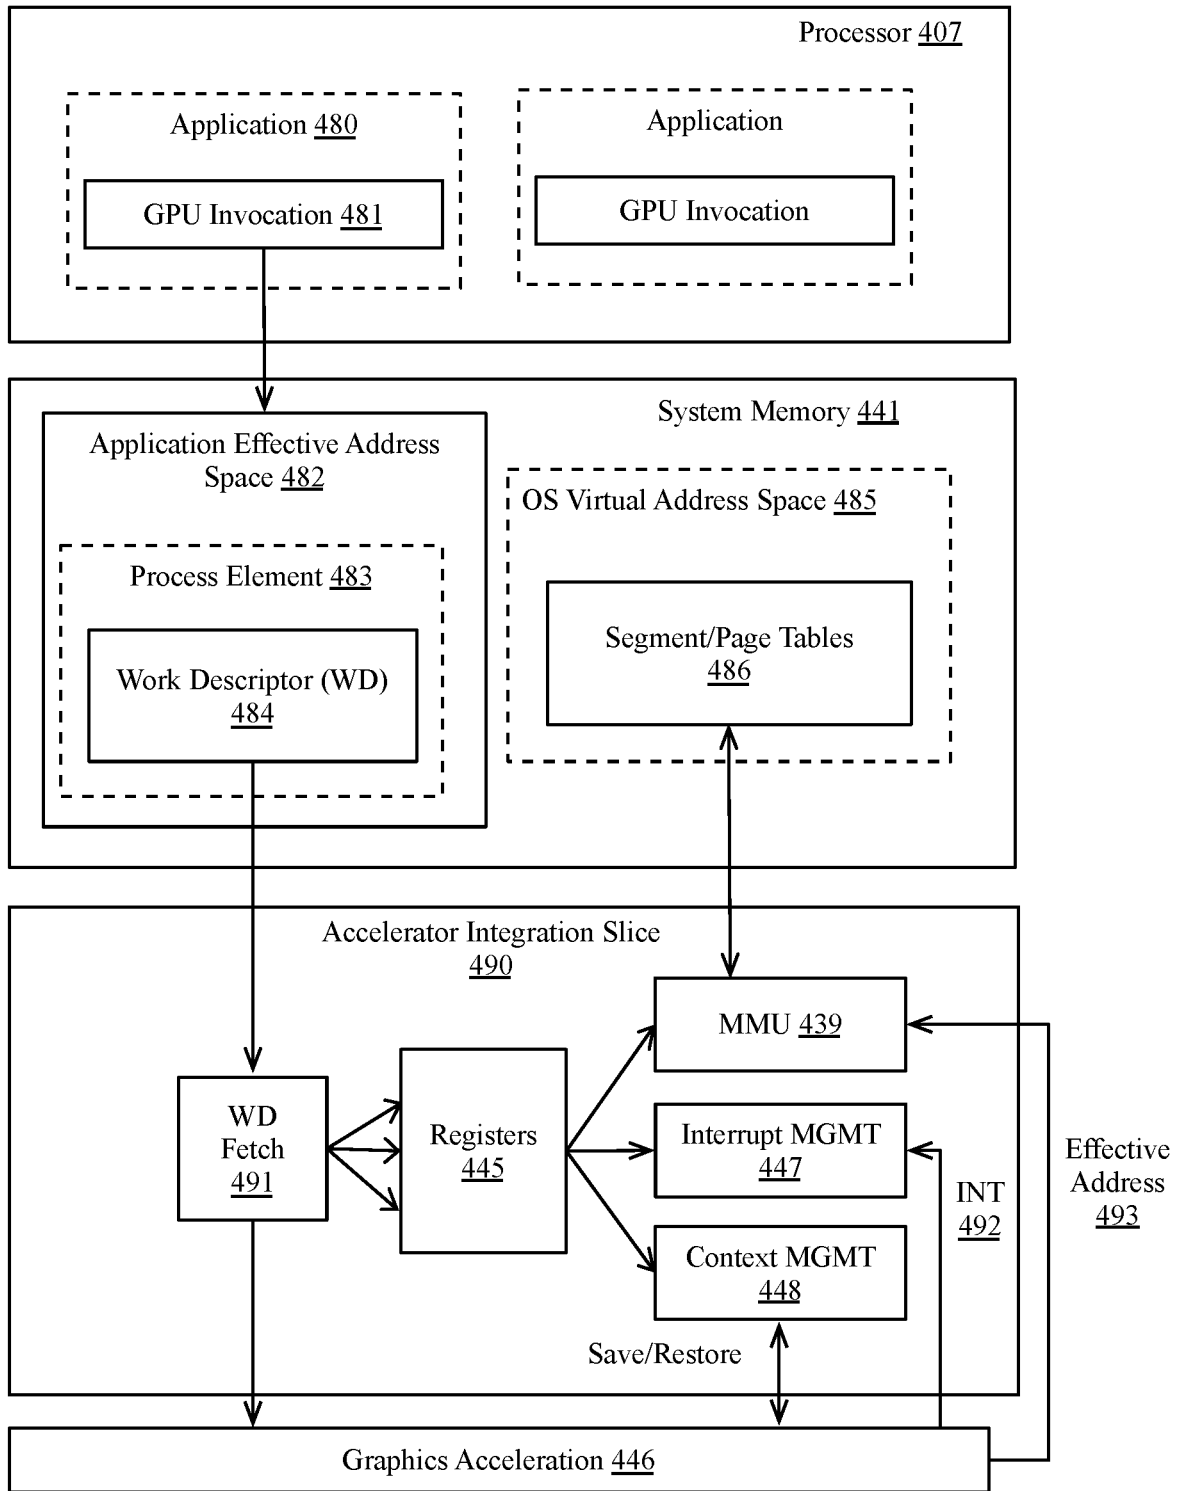 Processor 407
Application 480
GPU Invocation 481
Application
GPU Invocation
System Memory 441
Application Effective Address
Space 482
Process Element 483
Work Descriptor (WD)
484
OS Virtual Address Space 485
Segment/Page Tables
486
Accelerator Integration Slice
490
WD
Fetch
491
Registers
445
MMU 439
Interrupt MGMT
447
Context MGMT
448
INT
492
Effective
Address
493
Save/Restore
Graphics Acceleration 446